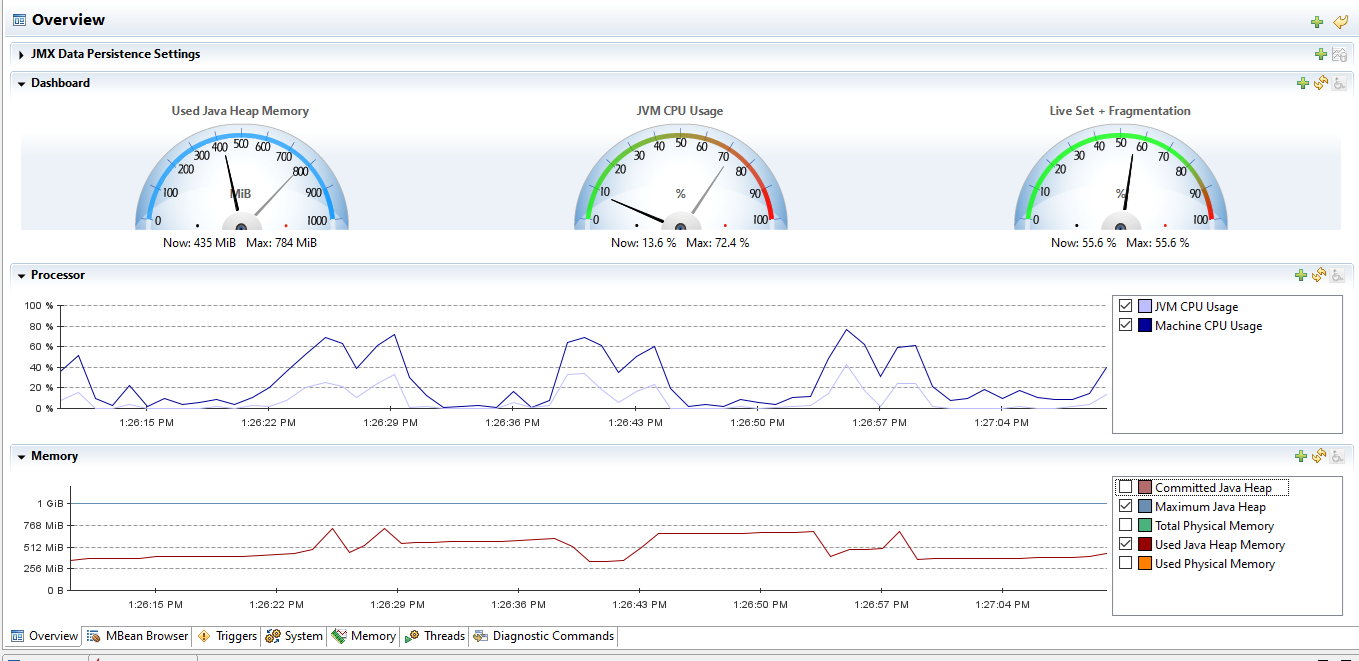 Overview
JMX Data Persistence Settings
Dashboard
Used Java Heap Memory
0 100 200 300 400 500 600 700 800 900 1000
MiB
Now: 435 MiB Max: 784 MiB
JVM CPU Usage
0 10 20 30 40 50 60 70 80 90 100
%
Now: 13.6 % Max: 72.4 %
Live Set + Fragmentation
0 10 20 30 40 50 60 70 80 90 100
%
Now: 55.6 % Max: 55.6 %
Processor
100 %
80 %
60 %
40 %
20 %
0 %
1:26:15 PM 1:26:22 PM 1:26:29 PM 1:26:36 PM 1:26:43 PM 1:26:50 PM 1:26:57 PM 1:27:04 PM
JVM CPU Usage
Machine CPU Usage
Memory
1 GiB
768 MiB
512 MiB
256 MiB
0 B
1:26:15 PM 1:26:22 PM 1:26:29 PM 1:26:36 PM 1:26:43 PM 1:26:50 PM 1:26:57 PM 1:27:04 PM
Committed Java Heap
Maximum Java Heap
Total Physical Memory
Used Java Heap Memory
Used Physical Memory
Overview MBean Browser Triggers System Memory Threads Diagnostic Commands